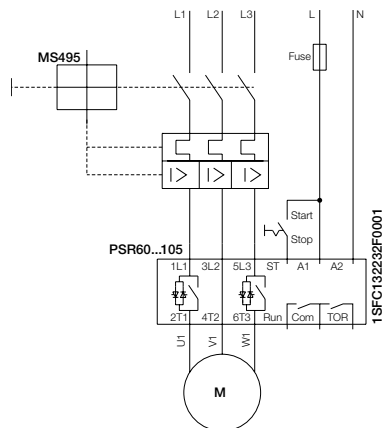 L1 L2 L3 L N
MS495
Fuse
I> I> I>
Start
Stop
PSR60...105
1L1 3L2 5L3 ST A1 A2
2T1 4T2 6T3 Run Com TOR
U1 V1 W1
M
1SFC132232F0001